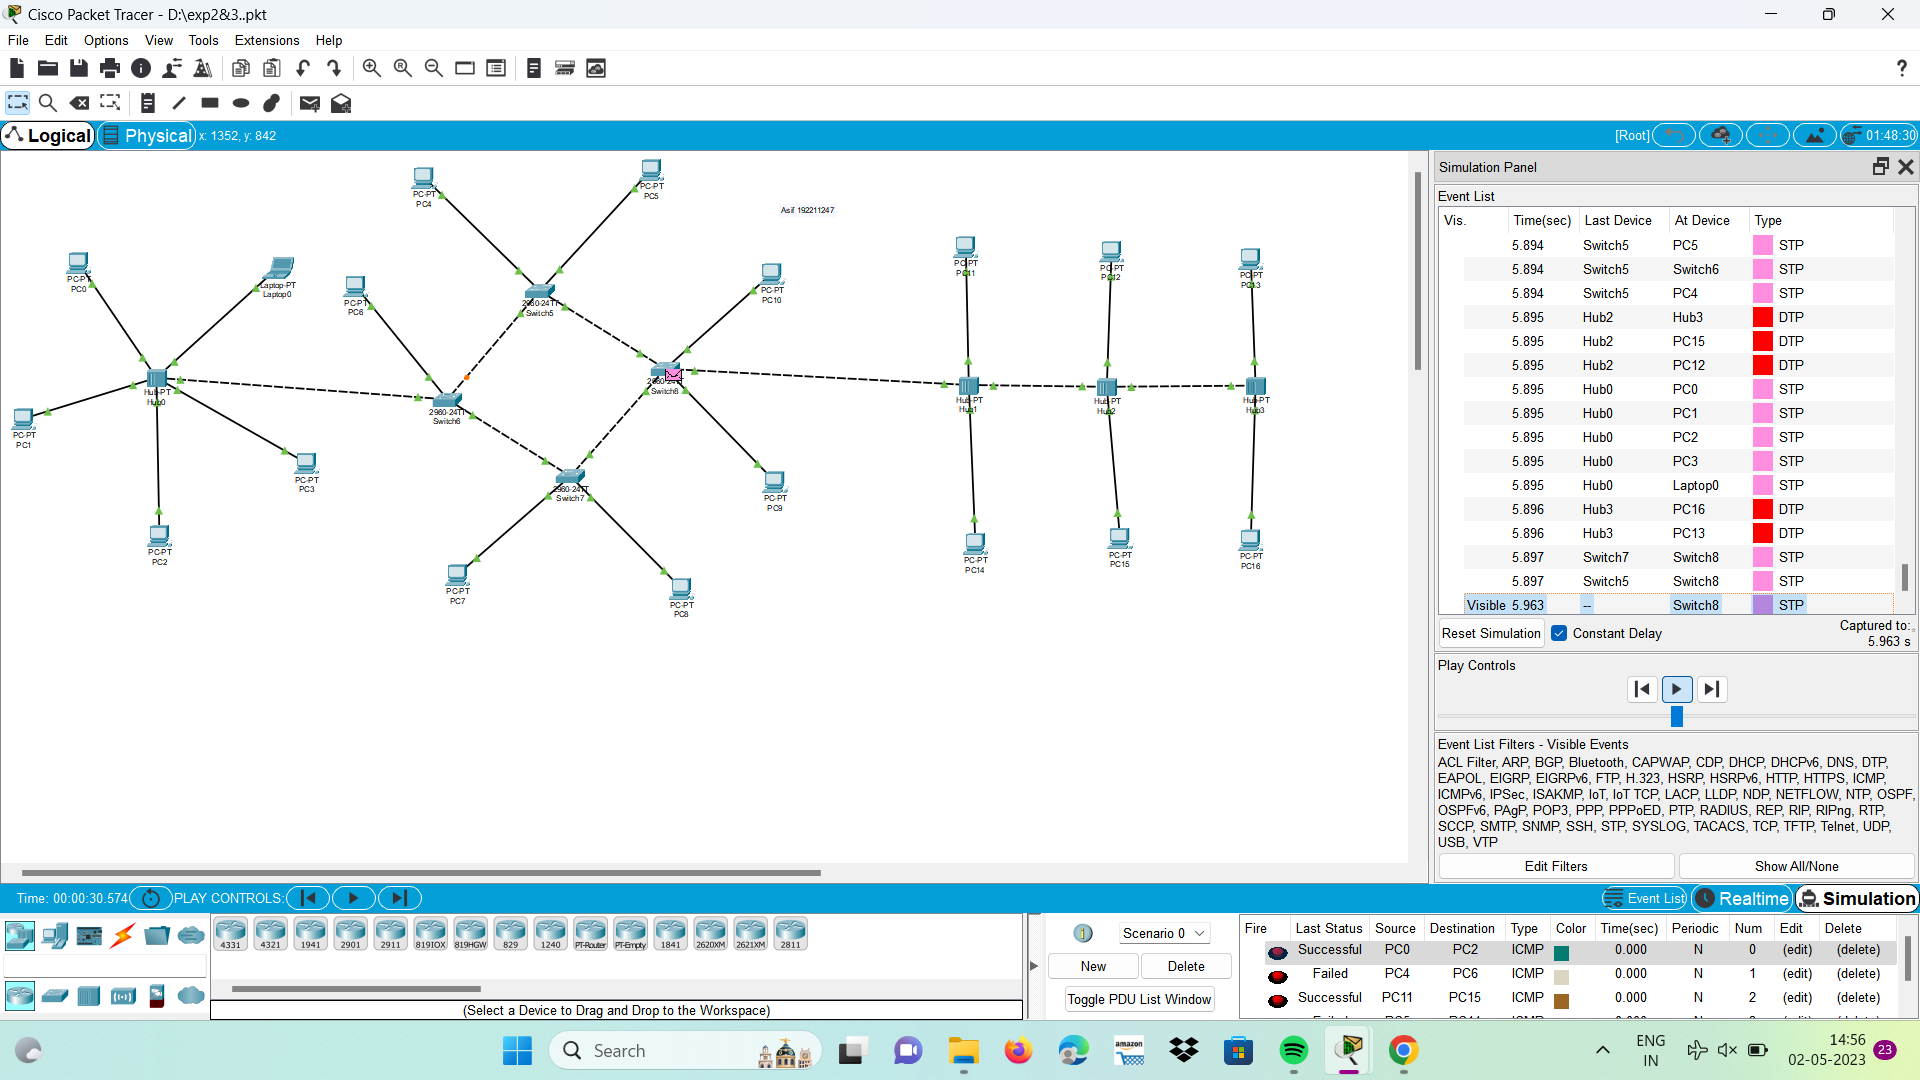 Cisco Packet Tracer - D:\exp2&3..pkt
File Edit Options View Tools Extensions Help
Logical Physical x: 1352, y: 842 [Root] 01:48:30
PC-PT
PC4
PC-PT
PC5
Asif 192211247
PC-PT
PC0
Laptop-PT
Laptop0
PC-PT
PC6
2960-24TT
Switch5
PC-PT
PC10
PC-PT
PC11
PC-PT
PC12
PC-PT
PC13
Hub-PT
Hub0
2960-24TT
Switch6
2960-24TT
Switch8
Hub-PT
Hub1
Hub-PT
Hub2
Hub-PT
Hub3
PC-PT
PC1
PC-PT
PC3
2960-24TT
Switch7
PC-PT
PC9
PC-PT
PC2
PC-PT
PC7
PC-PT
PC8
PC-PT
PC14
PC-PT
PC15
PC-PT
PC16
Simulation Panel
Event List
Vis. Time(sec) Last Device At Device Type
5.894 Switch5 PC5 STP
5.894 Switch5 Switch6 STP
5.894 Switch5 PC4 STP
5.895 Hub2 Hub3 DTP
5.895 Hub2 PC15 DTP
5.895 Hub2 PC12 DTP
5.895 Hub0 PC0 STP
5.895 Hub0 PC1 STP
5.895 Hub0 PC2 STP
5.895 Hub0 PC3 STP
5.895 Hub0 Laptop0 STP
5.896 Hub3 PC16 DTP
5.896 Hub3 PC13 DTP
5.897 Switch7 Switch8 STP
5.897 Switch5 Switch8 STP
Visible 5.963 -- Switch8 STP
Reset Simulation Constant Delay Captured to:
5.963 s
Play Controls
Event List Filters - Visible Events
ACL Filter, ARP, BGP, Bluetooth, CAPWAP, CDP, DHCP, DHCPv6, DNS, DTP,
EAPOL, EIGRP, EIGRPv6, FTP, H.323, HSRP, HSRPv6, HTTP, HTTPS, ICMP,
ICMPv6, IPSec, ISAKMP, IoT, IoT TCP, LACP, LLDP, NDP, NETFLOW, NTP, OSPF,
OSPFv6, PAgP, POP3, PPP, PPPoED, PTP, RADIUS, REP, RIP, RIPng, RTP,
SCCP, SMTP, SNMP, SSH, STP, SYSLOG, TACACS, TCP, TFTP, Telnet, UDP,
USB, VTP
Edit Filters Show All/None
Time: 00:00:30.574 PLAY CONTROLS: Event List Realtime Simulation
4331 4321 1941 2901 2911 819IOX 819HGW 829 1240 PT-Router PT-Empty 1841 2620XM 2621XM 2811
(Select a Device to Drag and Drop to the Workspace)
Scenario 0
New Delete
Toggle PDU List Window
Fire Last Status Source Destination Type Color Time(sec) Periodic Num Edit Delete
Successful PC0 PC2 ICMP 0.000 N 0 (edit) (delete)
Failed PC4 PC6 ICMP 0.000 N 1 (edit) (delete)
Successful PC11 PC15 ICMP 0.000 N 2 (edit) (delete)
Search
amazon
ENG
IN
14:56
02-05-2023
23